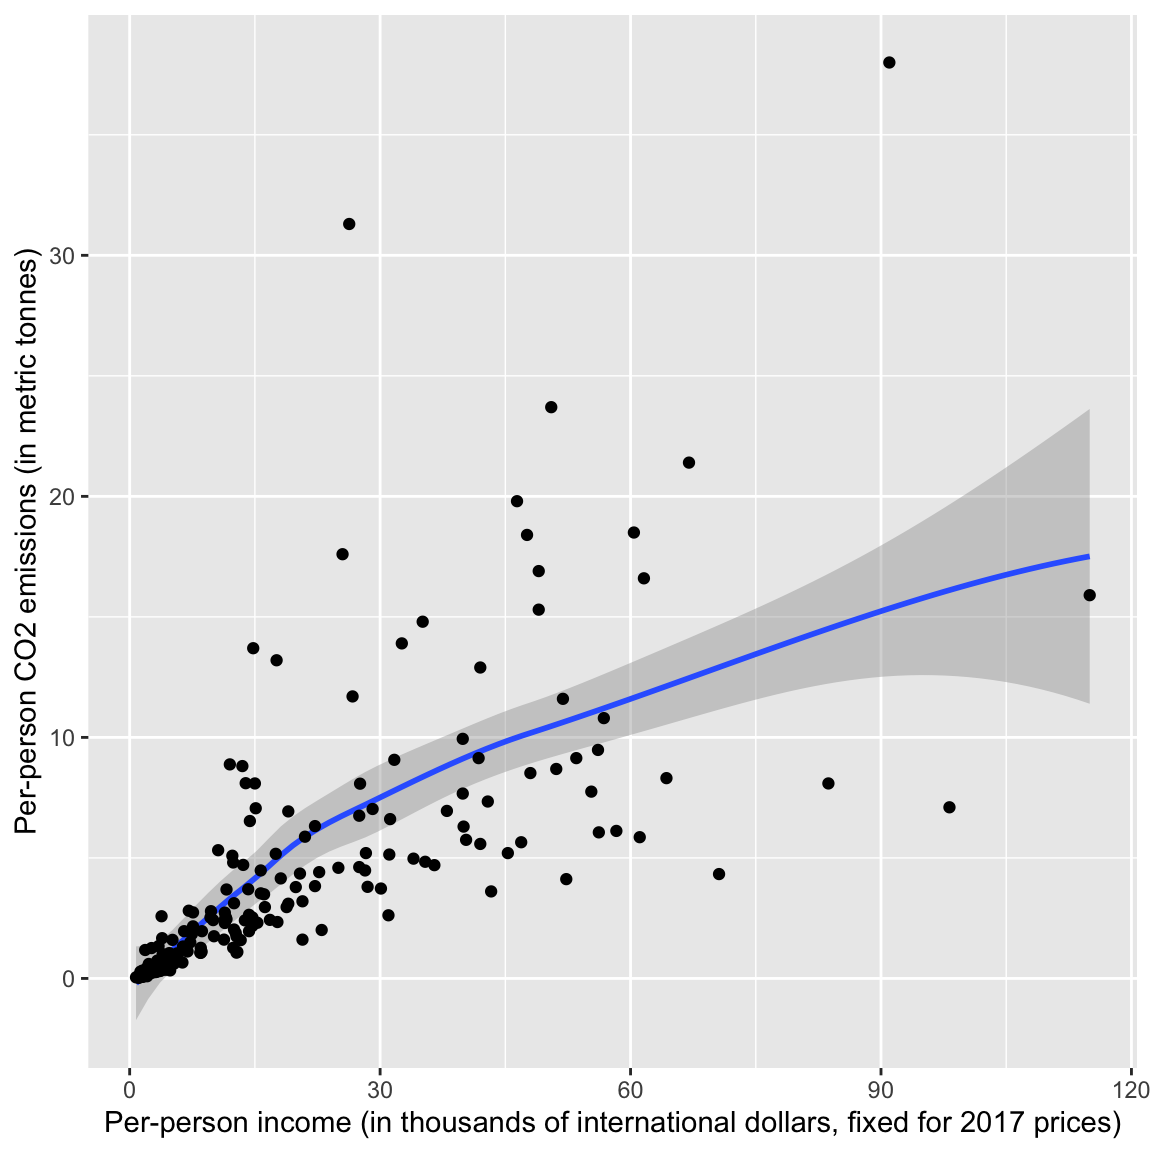 Per-person CO2 emissions (in metric tonnes)
30
20
10
0
0 30 60 90 120
Per-person income (in thousands of international dollars, fixed for 2017 prices)